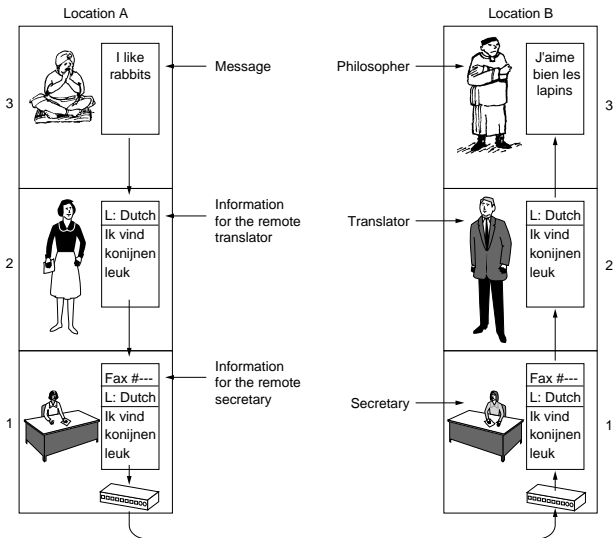 Location A
Location B
3
I like
rabbits
Message
Philosopher
J'aime
bien les
lapins
3
2
L: Dutch
Ik vind
konijnen
leuk
Information
for the remote
translator
Translator
L: Dutch
Ik vind
konijnen
leuk
2
1
Fax #---
L: Dutch
Ik vind
konijnen
leuk
Information
for the remote
secretary
Secretary
Fax #---
L: Dutch
Ik vind
konijnen
leuk
1